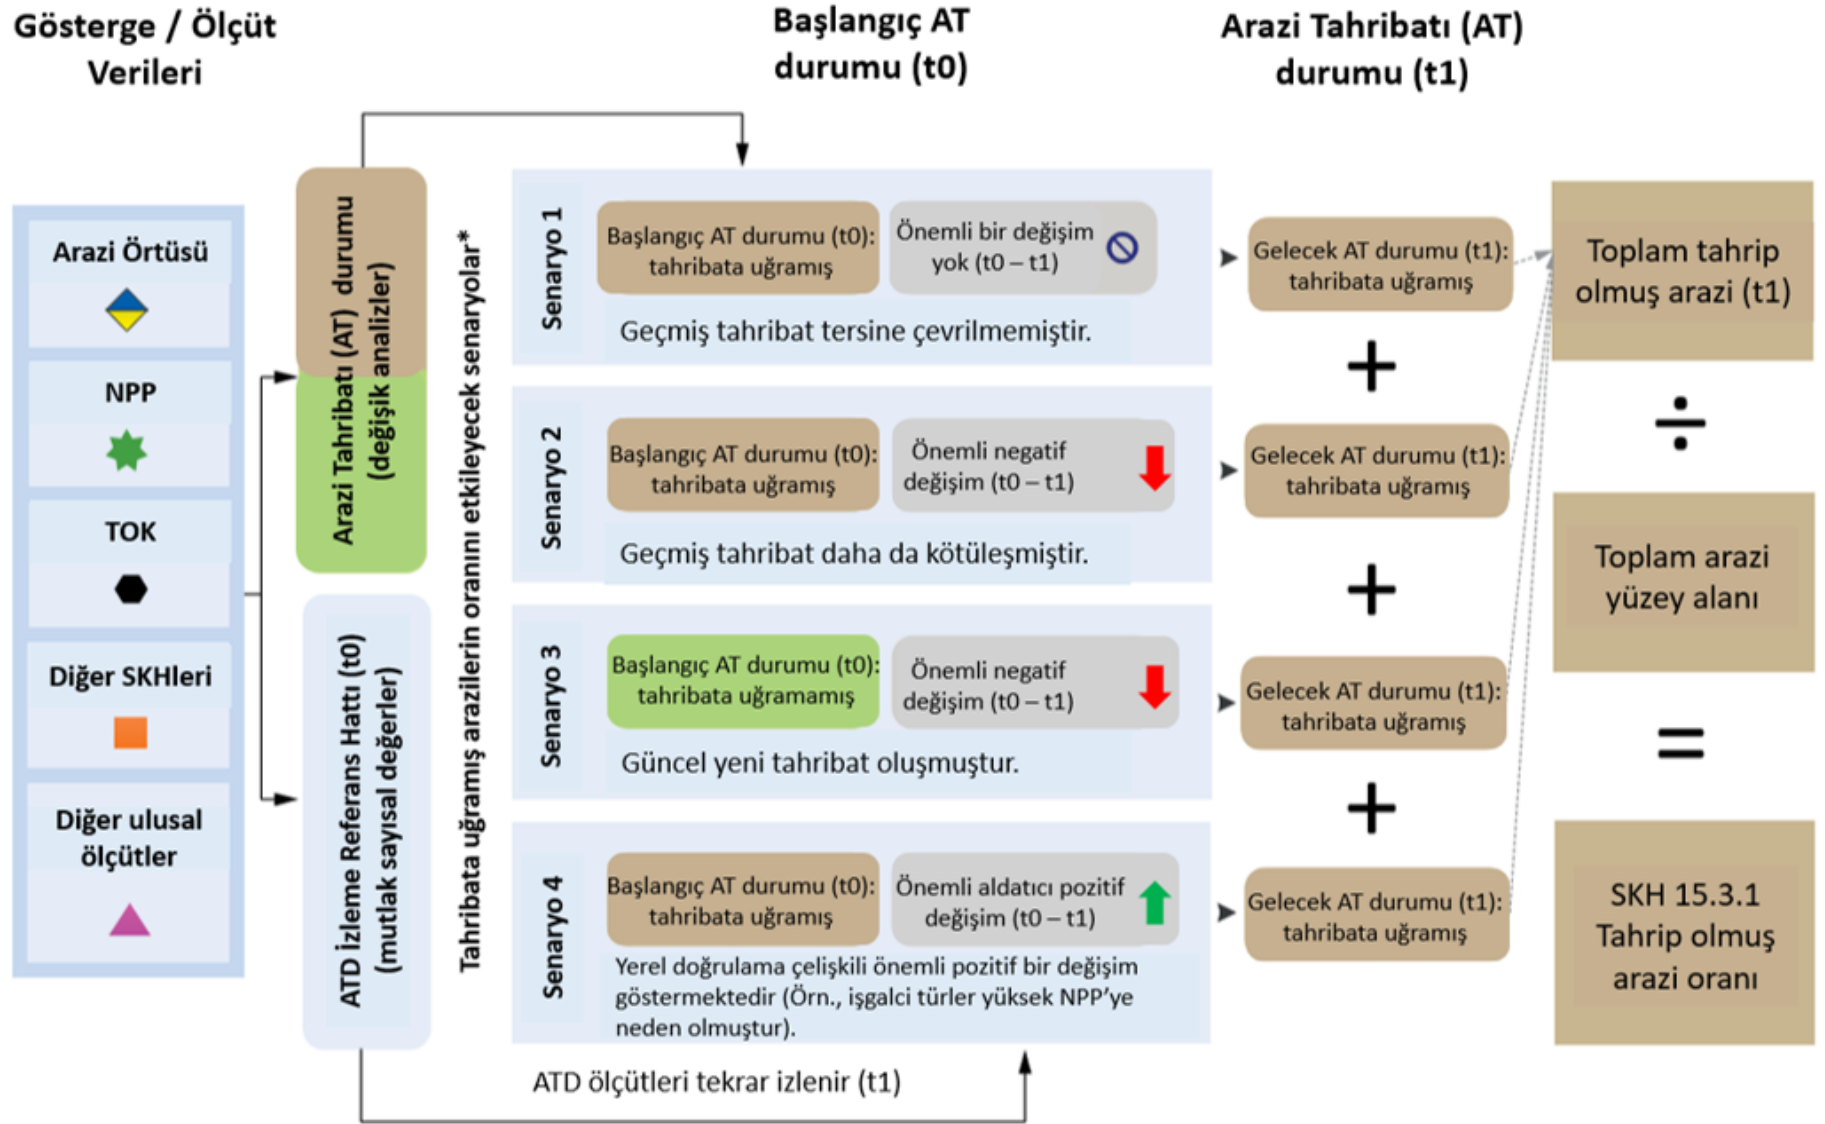 Gösterge / Ölçüt
Verileri
Başlangıç AT
durumu (t0)
Arazi Tahribatı (AT)
durumu (t1)
Arazi Örtüsü
NPP
TOK
Diğer SKHleri
Diğer ulusal
ölçütler
Arazi Tahribatı (AT) durumu
(değişik analizler)
ATD İzleme Referans Hattı (t0)
(mutlak sayısal değerler)
Tahribata uğramış arazilerin oranını etkileyecek senaryolar*
Senaryo 1
Başlangıç AT durumu (t0):
tahribata uğramış
Önemli bir değişim
yok (t0 – t1)
Geçmiş tahribat tersine çevrilmemiştir.
Gelecek AT durumu (t1):
tahribata uğramış
+
Senaryo 2
Başlangıç AT durumu (t0):
tahribata uğramış
Önemli negatif
değişim (t0 – t1)
Geçmiş tahribat daha da kötüleşmiştir.
Gelecek AT durumu (t1):
tahribata uğramış
+
Senaryo 3
Başlangıç AT durumu (t0):
tahribata uğramamış
Önemli negatif
değişim (t0 – t1)
Güncel yeni tahribat oluşmuştur.
Gelecek AT durumu (t1):
tahribata uğramış
+
Senaryo 4
Başlangıç AT durumu (t0):
tahribata uğramış
Önemli aldatıcı pozitif
değişim (t0 – t1)
Yerel doğrulama çelişkili önemli pozitif bir değişim
göstermektedir (Örn., işgalci türler yüksek NPP'ye
neden olmuştur).
Gelecek AT durumu (t1):
tahribata uğramış
ATD ölçütleri tekrar izlenir (t1)
Toplam tahrip
olmuş arazi (t1)
÷
Toplam arazi
yüzey alanı
=
SKH 15.3.1
Tahrip olmuş
arazi oranı